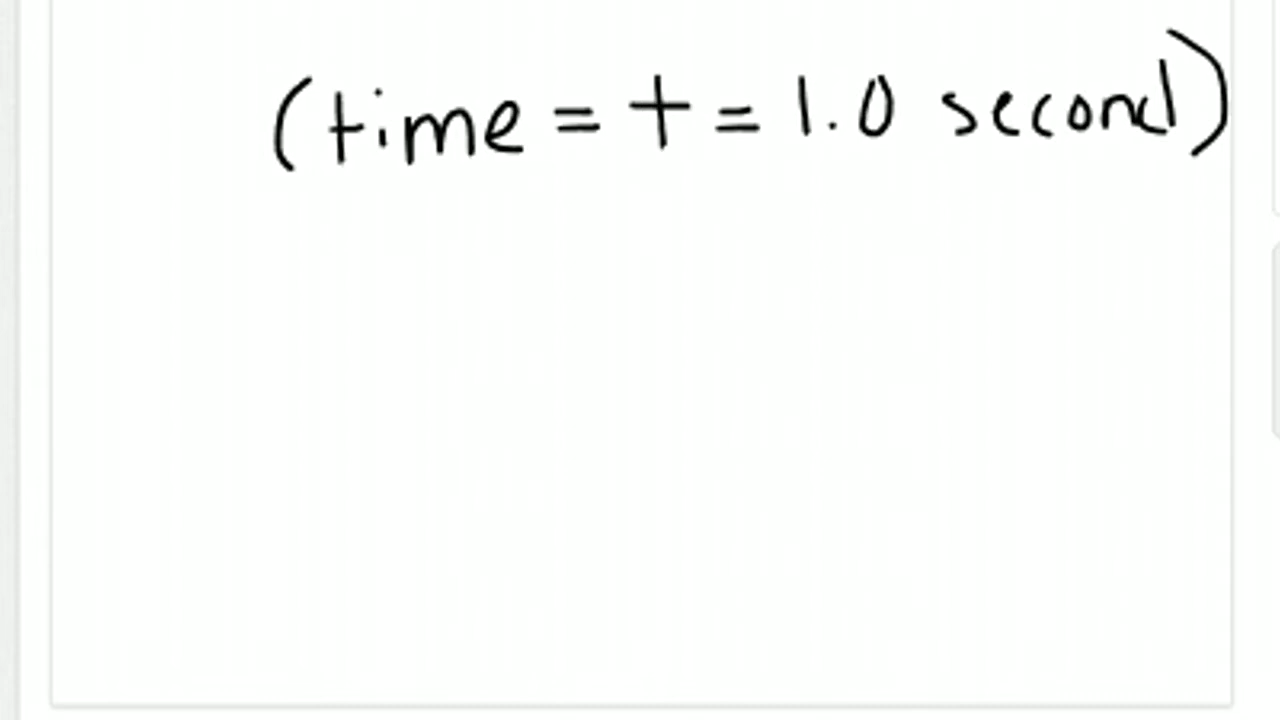 (time = t = 1.0 second)